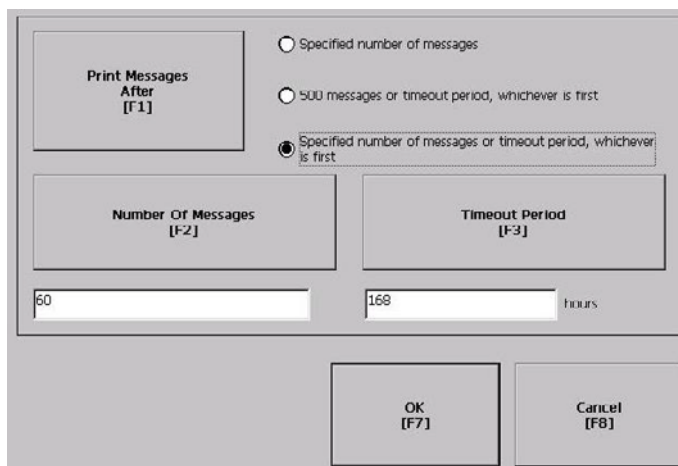 Print Messages
After
[F1]
Specified number of messages
500 messages or timeout period, whichever is first
Specified number of messages or timeout period, whichever
is first
Number Of Messages
[F2]
Timeout Period
[F3]
60
168
hours
OK
[F7]
Cancel
[F8]